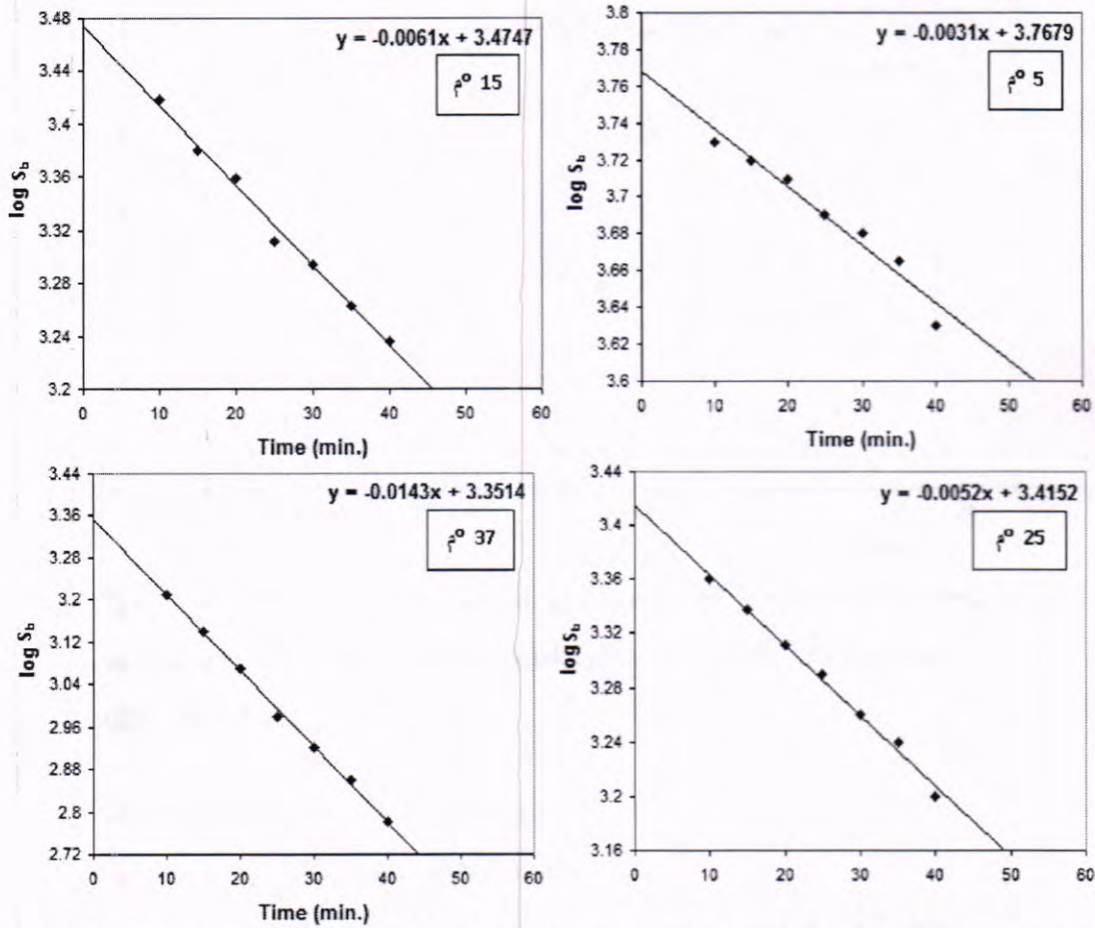 y = -0.0061x + 3.4747
15 م°
log Sb
3.48
3.44
3.4
3.36
3.32
3.28
3.24
3.2
0 10 20 30 40 50 60
Time (min.)
y = -0.0031x + 3.7679
5 م°
log Sb
3.8
3.78
3.76
3.74
3.72
3.7
3.68
3.66
3.64
3.62
3.6
0 10 20 30 40 50 60
Time (min.)
y = -0.0143x + 3.3514
37 م°
log Sb
3.44
3.36
3.28
3.2
3.12
3.04
2.96
2.88
2.8
2.72
0 10 20 30 40 50 60
Time (min.)
y = -0.0052x + 3.4152
25 م°
log Sb
3.44
3.4
3.36
3.32
3.28
3.24
3.2
3.16
0 10 20 30 40 50 60